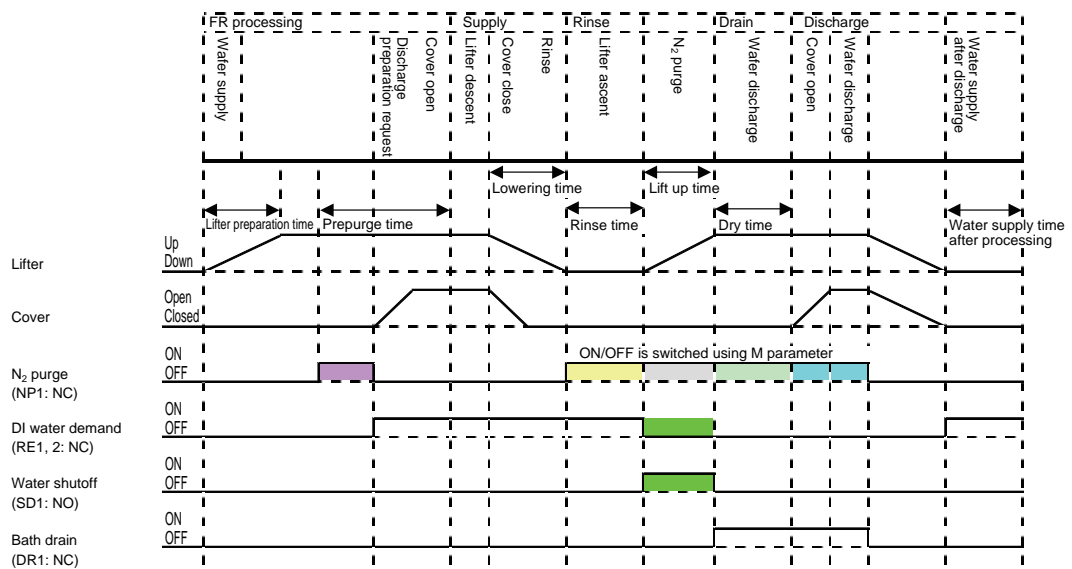 FR processing
Supply
Rinse
Drain
Discharge
Wafer supply
Discharge
preparation request
Cover open
Lifter descent
Cover close
Rinse
Lifter ascent
N₂ purge
Wafer discharge
Cover open
Wafer discharge
Water supply
after discharge
Lowering time
Lift up time
Lifter preparation time
Prepurge time
Rinse time
Dry time
Water supply time
after processing
Lifter
Up
Down
Cover
Open
Closed
N₂ purge
(NP1: NC)
ON
OFF
ON/OFF is switched using M parameter
DI water demand
(RE1, 2: NC)
ON
OFF
Water shutoff
(SD1: NO)
ON
OFF
Bath drain
(DR1: NC)
ON
OFF